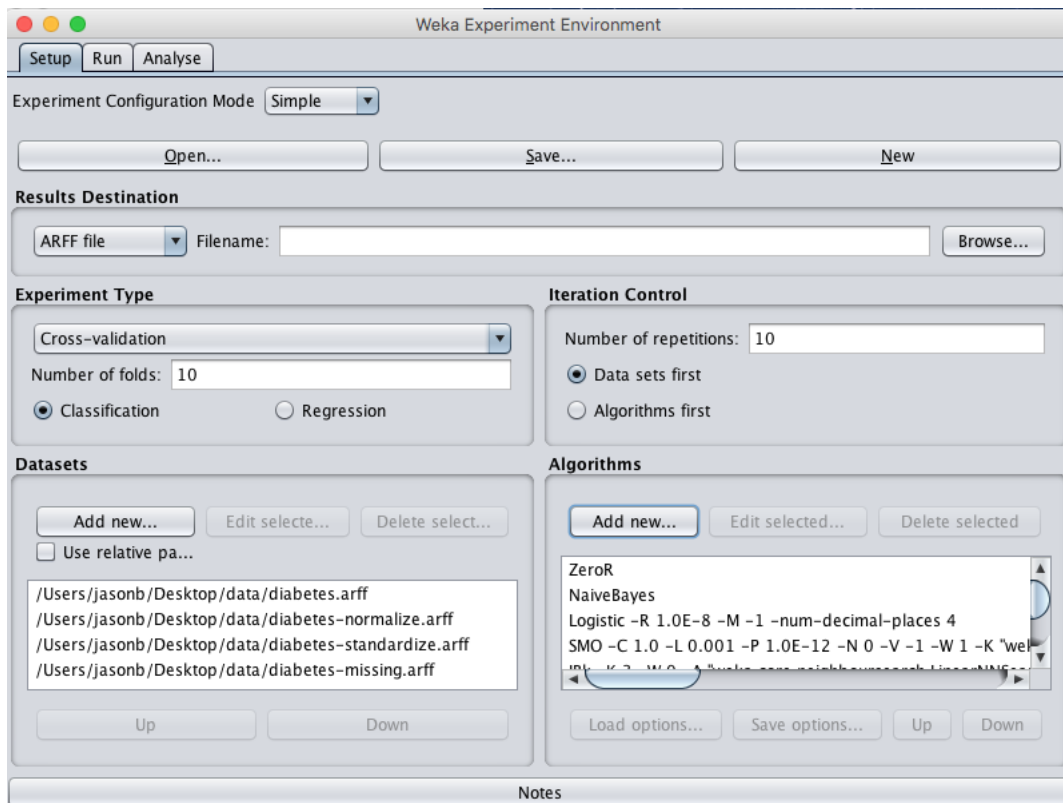 Weka Experiment Environment
Setup Run Analyse
Experiment Configuration Mode Simple
Open... Save... New
Results Destination
ARFF file Filename: Browse...
Experiment Type Iteration Control
Cross-validation Number of repetitions: 10
Number of folds: 10 Data sets first
Classification Regression Algorithms first
Datasets Algorithms
Add new... Edit selecte... Delete select... Add new... Edit selected... Delete selected
Use relative pa...
/Users/jasonb/Desktop/data/diabetes.arff
/Users/jasonb/Desktop/data/diabetes-normalize.arff
/Users/jasonb/Desktop/data/diabetes-standardize.arff
/Users/jasonb/Desktop/data/diabetes-missing.arff
ZeroR
NaiveBayes
Logistic -R 1.0E-8 -M -1 -num-decimal-places 4
SMO -C 1.0 -L 0.001 -P 1.0E-12 -N 0 -V -1 -W 1 -K "wel
Up Down Load options... Save options... Up Down
Notes